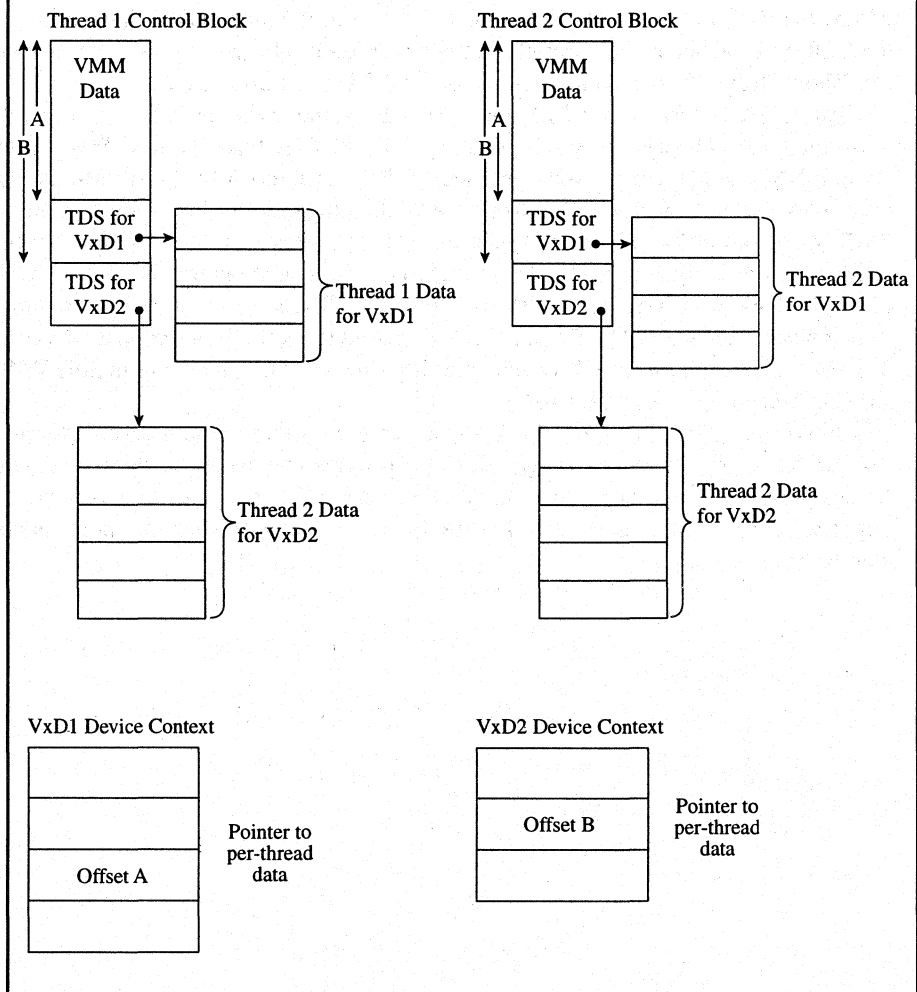 Thread 1 Control Block
VMM
Data
A
B
TDS for
VxD1
TDS for
VxD2
Thread 1 Data
for VxD1
Thread 2 Data
for VxD2
Thread 2 Control Block
VMM
Data
A
B
TDS for
VxD1
TDS for
VxD2
Thread 2 Data
for VxD1
Thread 2 Data
for VxD2
VxD1 Device Context
Offset A
Pointer to
per-thread
data
VxD2 Device Context
Offset B
Pointer to
per-thread
data